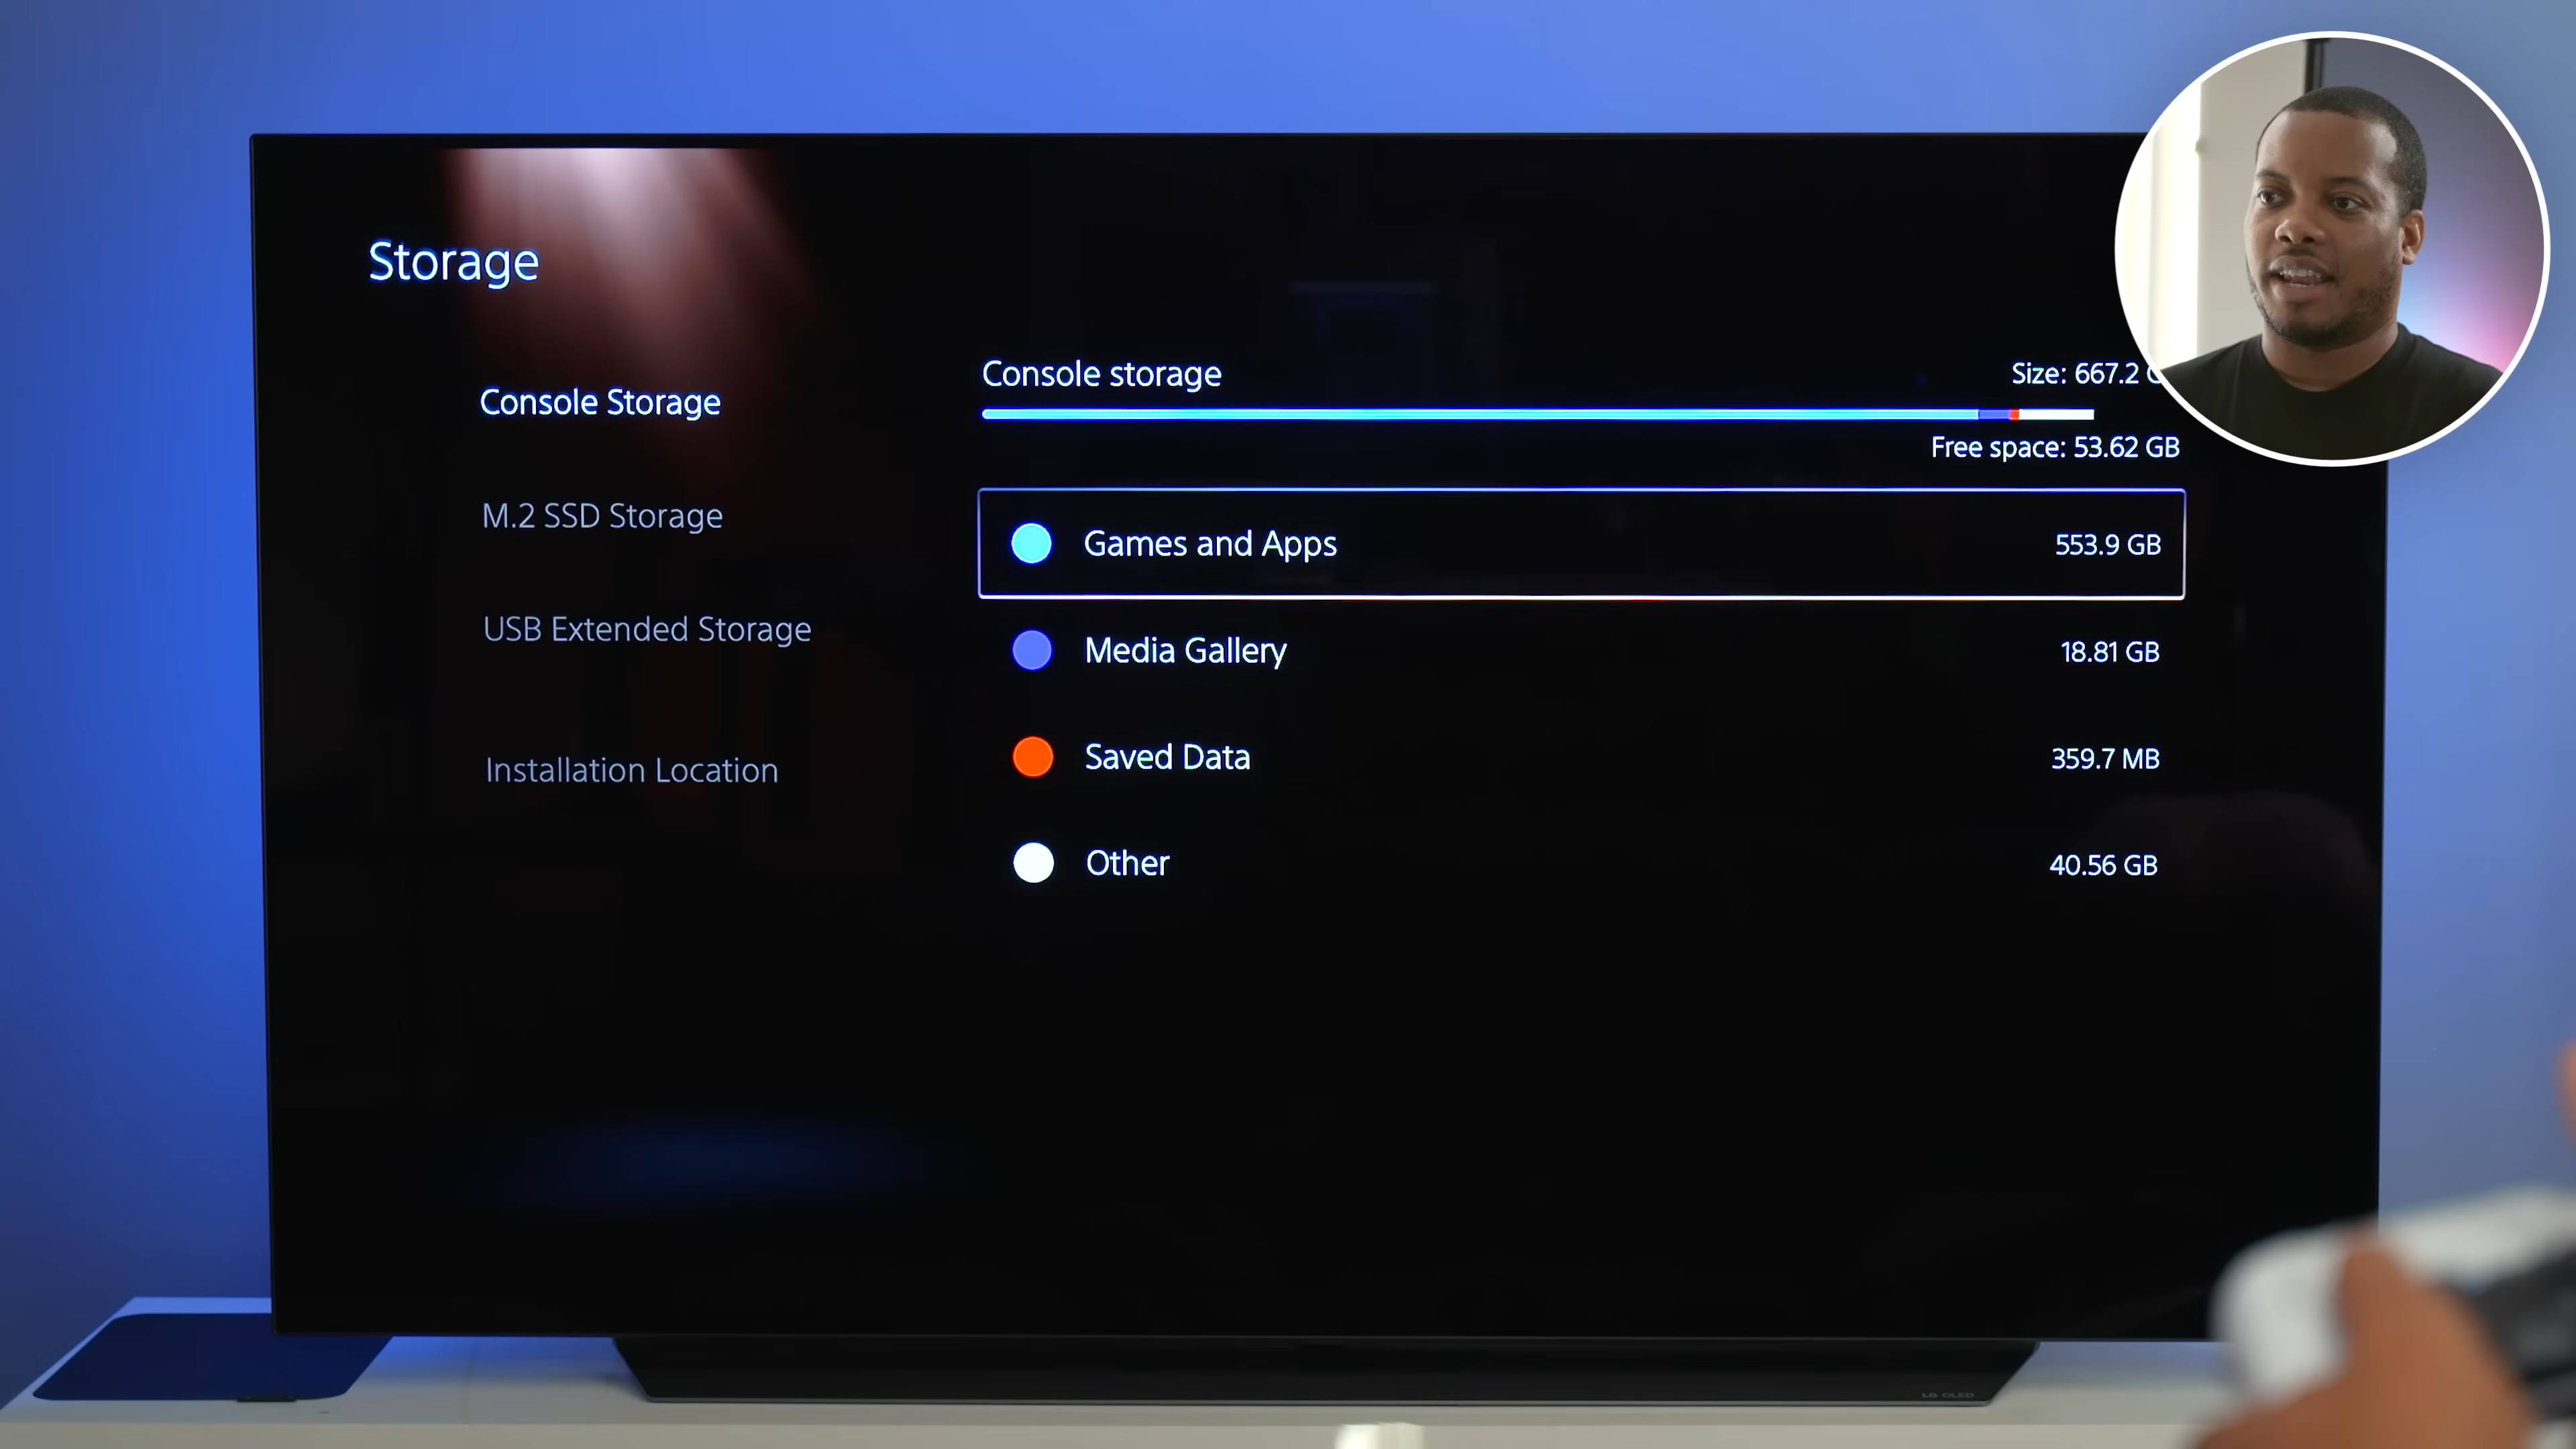 Storage
Console Storage
M.2 SSD Storage
USB Extended Storage
Installation Location
Console storage
Size: 667.2
Free space: 53.62 GB
Games and Apps
553.9 GB
Media Gallery
18.81 GB
Saved Data
359.7 MB
Other
40.56 GB
LG OLED